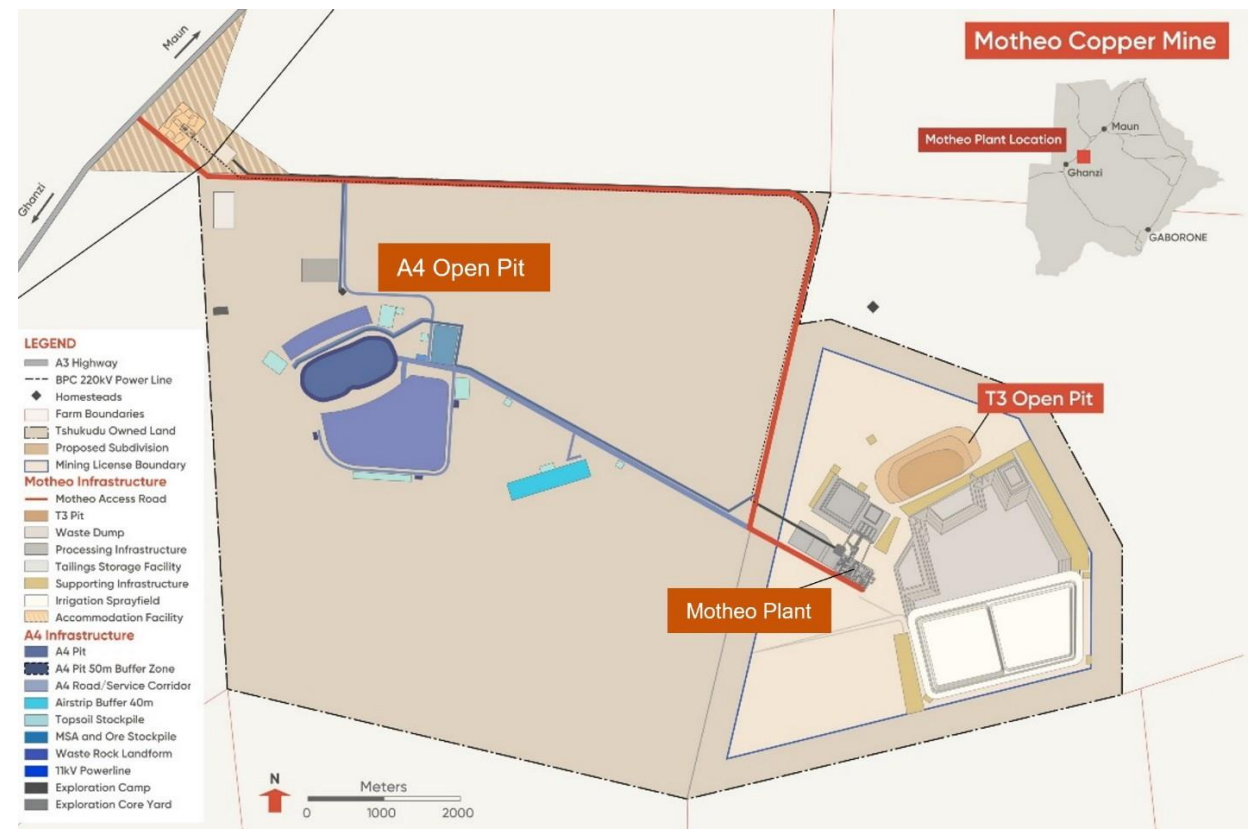 Maun
Ghanzi
Motheo Copper Mine
Motheo Plant Location
Maun
Ghanzi
GABORONE
A4 Open Pit
T3 Open Pit
Motheo Plant
LEGEND
A3 Highway
BPC 220kV Power Line
Homesteads
Farm Boundaries
Tshukudu Owned Land
Proposed Subdivision
Mining License Boundary
Motheo Infrastructure
Motheo Access Road
T3 Pit
Waste Dump
Processing Infrastructure
Tailings Storage Facility
Supporting Infrastructure
Irrigation Sprayfield
Accommodation Facility
A4 Infrastructure
A4 Pit
A4 Pit 50m Buffer Zone
A4 Road/Service Corridor
Airstrip Buffer 40m
Topsoil Stockpile
MSA and Ore Stockpile
Waste Rock Landform
11kV Powerline
Exploration Camp
Exploration Core Yard
N
Meters
0 1000 2000